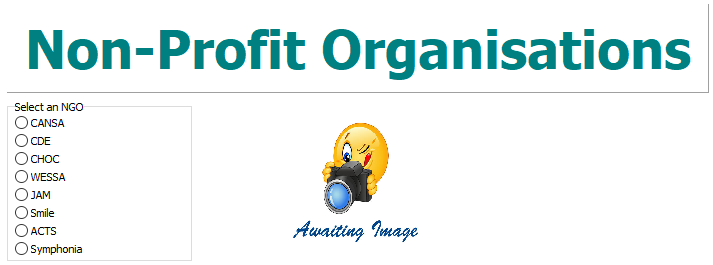 Non-Profit Organisations
Select an NGO
CANSA
CDE
CHOC
WESSA
JAM
Smile
ACTS
Symphonia
Awaiting Image